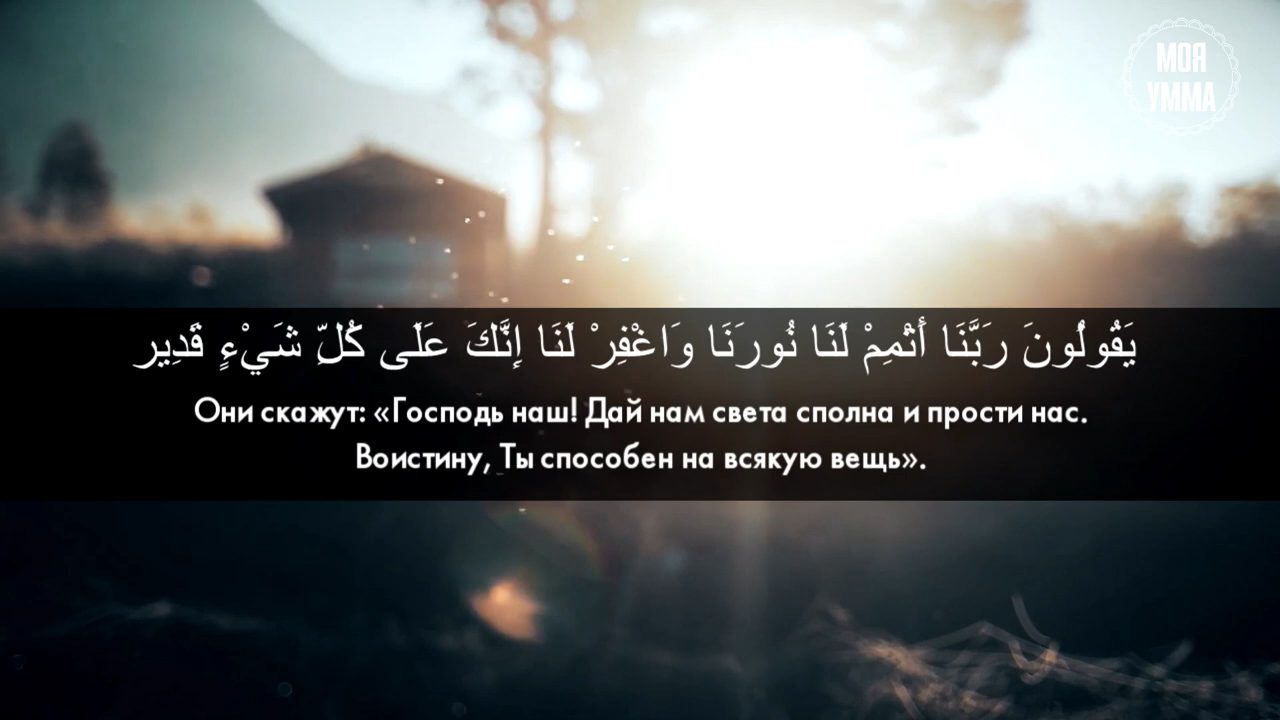 МОЯ
УММА
يَقُولُونَ رَبَّنَا أَتْمِمْ لَنَا نُورَنَا وَاغْفِرْ لَنَا إِنَّكَ عَلَى كُلِّ شَيْءٍ قَدِير
Они скажут: «Господь наш! Дай нам света сполна и прости нас.
Воистину, Ты способен на всякую вещь».